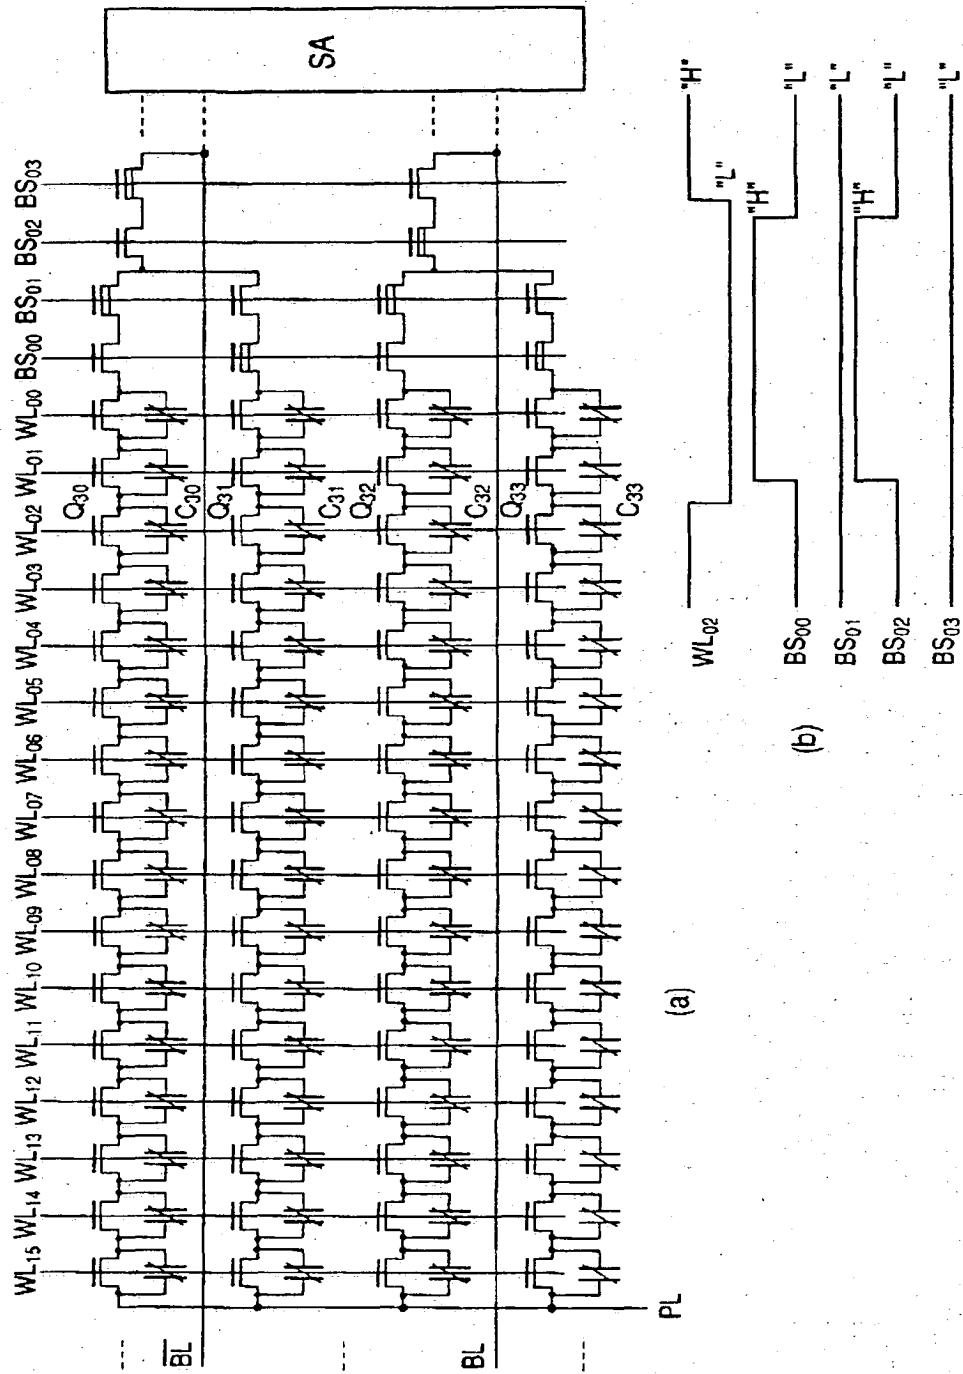 WL15 WL14 WL13 WL12 WL11 WL10 WL09 WL08 WL07 WL06 WL05 WL04 WL03 WL02 WL01 WL00 BS00 BS01 BS02 BS03
Q30
C30
Q31
C31
Q32
C32
Q33
C33
BL
BL
PL
SA
(a)
WL02 "L" "H"
BS00 "H" "L"
BS01 "L"
BS02 "H" "L"
BS03 "L"
(b)